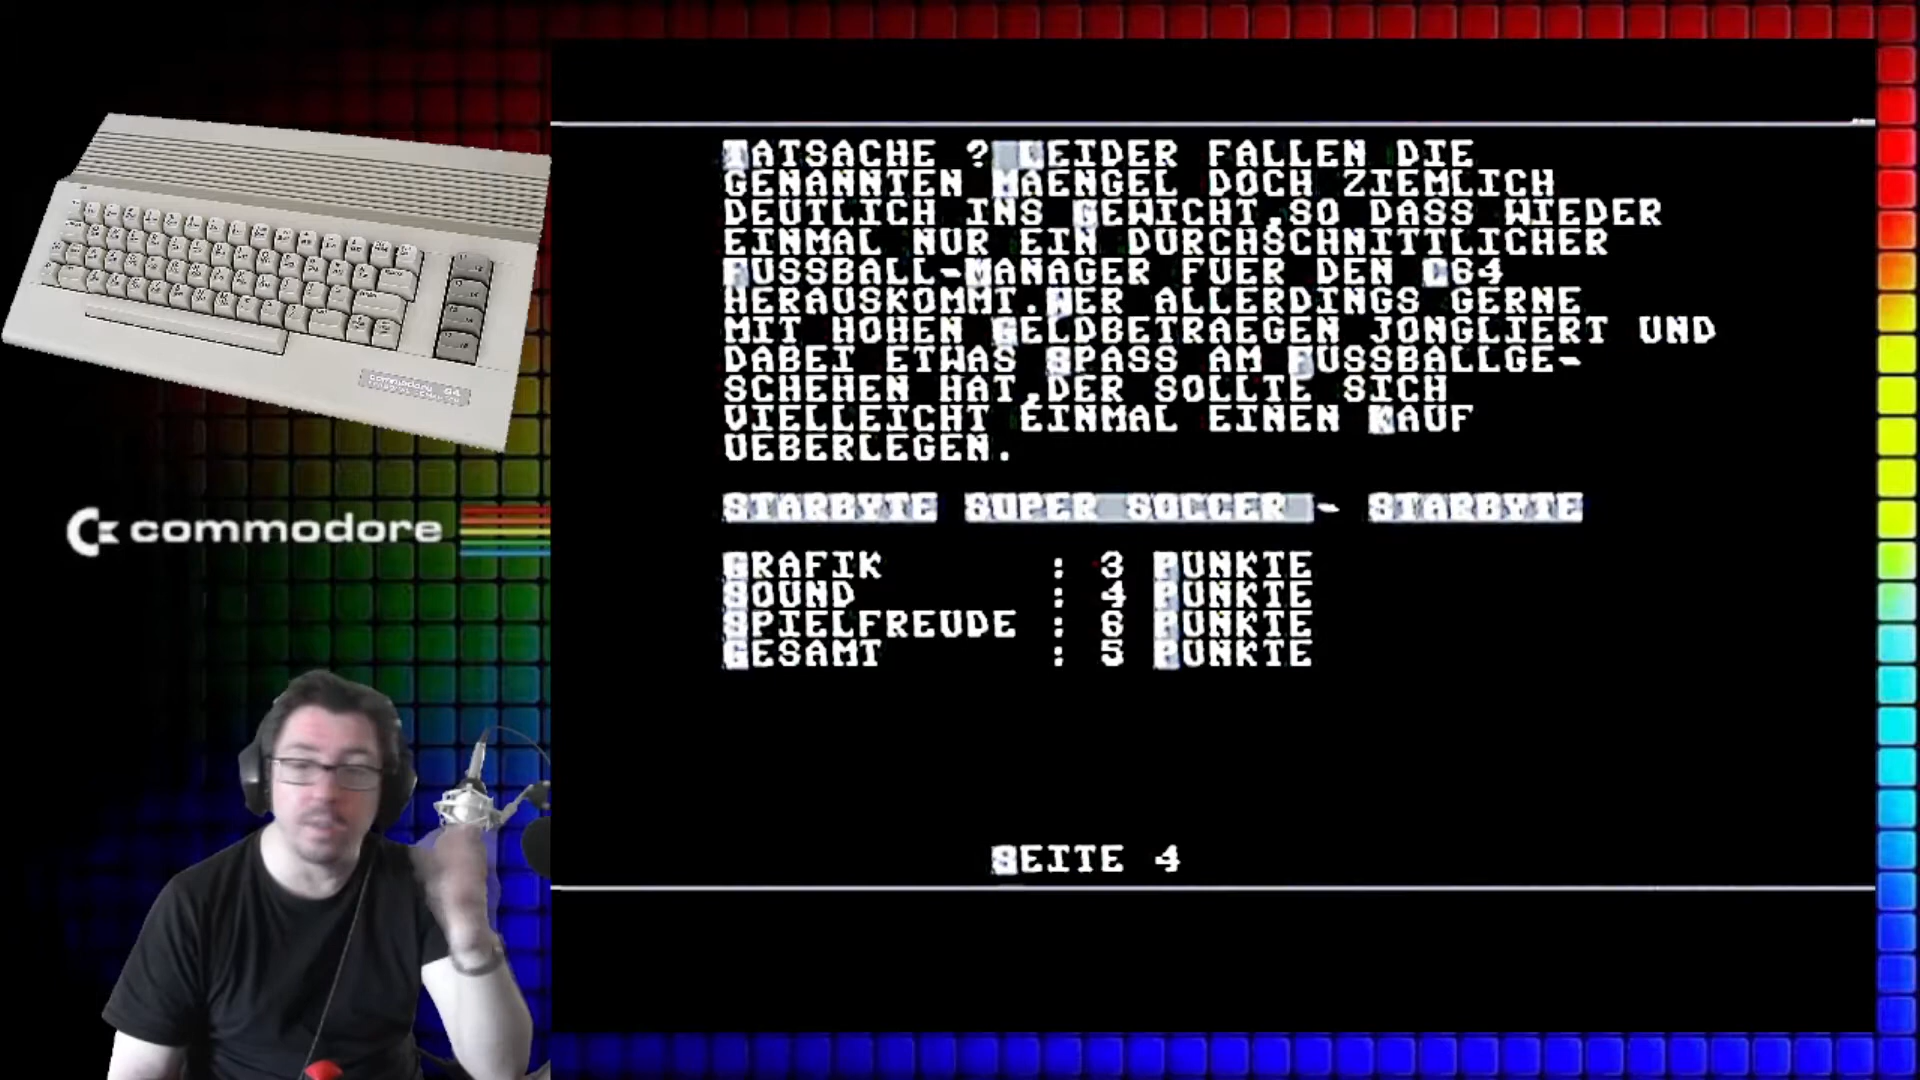 TATSACHE ? LEIDER FALLEN DIE
GENANNTEN MAENGEL DOCH ZIEMLICH
DEUTLICH INS GEWICHT,SO DASS WIEDER
EINMAL NUR EIN DURCHSCHNITTLICHER
FUSSBALL-MANAGER FUER DEN C64
HERAUSKOMMT.WER ALLERDINGS GERNE
MIT HOHEN GELDBETRAEGEN JONGLIERT UND
DABEI ETWAS SPASS AM FUSSBALLGE-
SCHEHEN HAT,DER SOLLTE SICH
VIELLEICHT EINMAL EINEN KAUF
UEBERLEGEN.
STARBYTE SUPER SOCCER - STARBYTE
GRAFIK : 3 PUNKTE
SOUND : 4 PUNKTE
SPIELFREUDE : 6 PUNKTE
GESAMT : 5 PUNKTE
SEITE 4
commodore 64
commodore